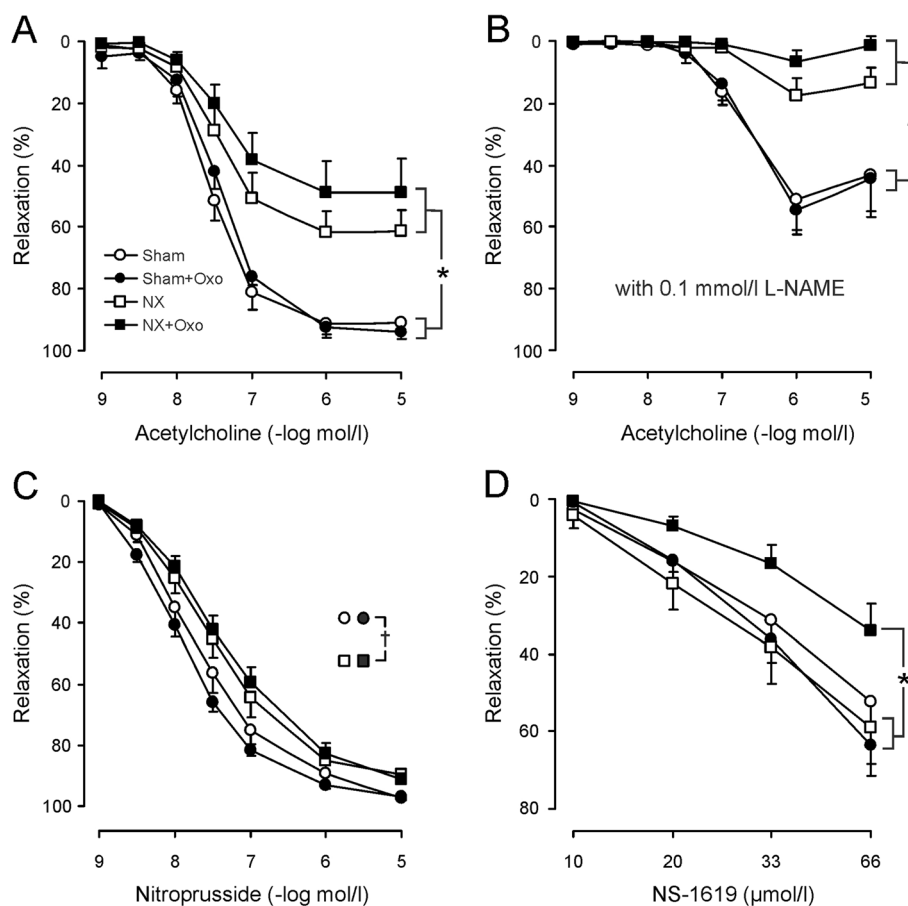 A
0
20
40
60
80
100
Relaxation (%)
Sham
Sham+Oxo
NX
NX+Oxo
*
9 8 7 6 5
Acetylcholine (-log mol/l)
B
0
20
40
60
80
100
Relaxation (%)
with 0.1 mmol/l L-NAME
9 8 7 6 5
Acetylcholine (-log mol/l)
C
0
20
40
60
80
100
Relaxation (%)
†
9 8 7 6 5
Nitroprusside (-log mol/l)
D
0
20
40
60
80
Relaxation (%)
*
10 20 33 66
NS-1619 (µmol/l)